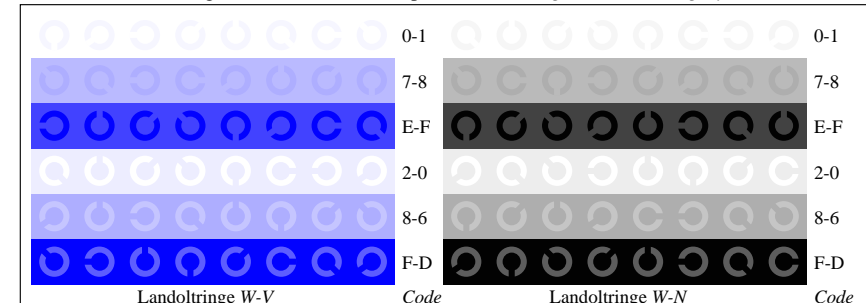 0-1 0-1
7-8 7-8
E-F E-F
2-0 2-0
8-6 8-6
F-D F-D
Landoltringe W-V Code Landoltringe W-N Code